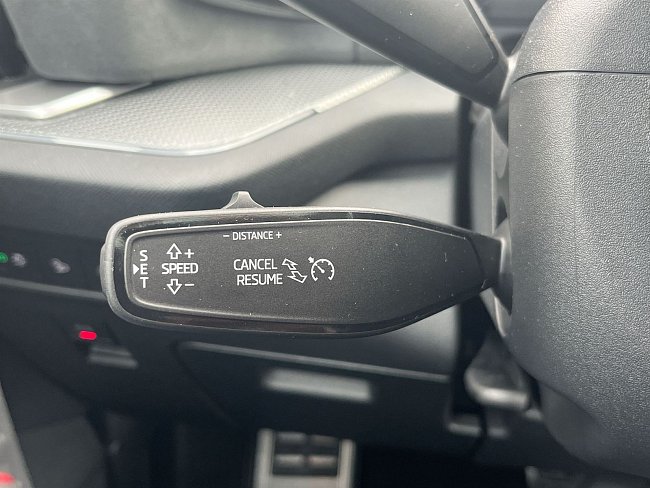 - DISTANCE +
SET
+
SPEED
-
CANCEL
RESUME